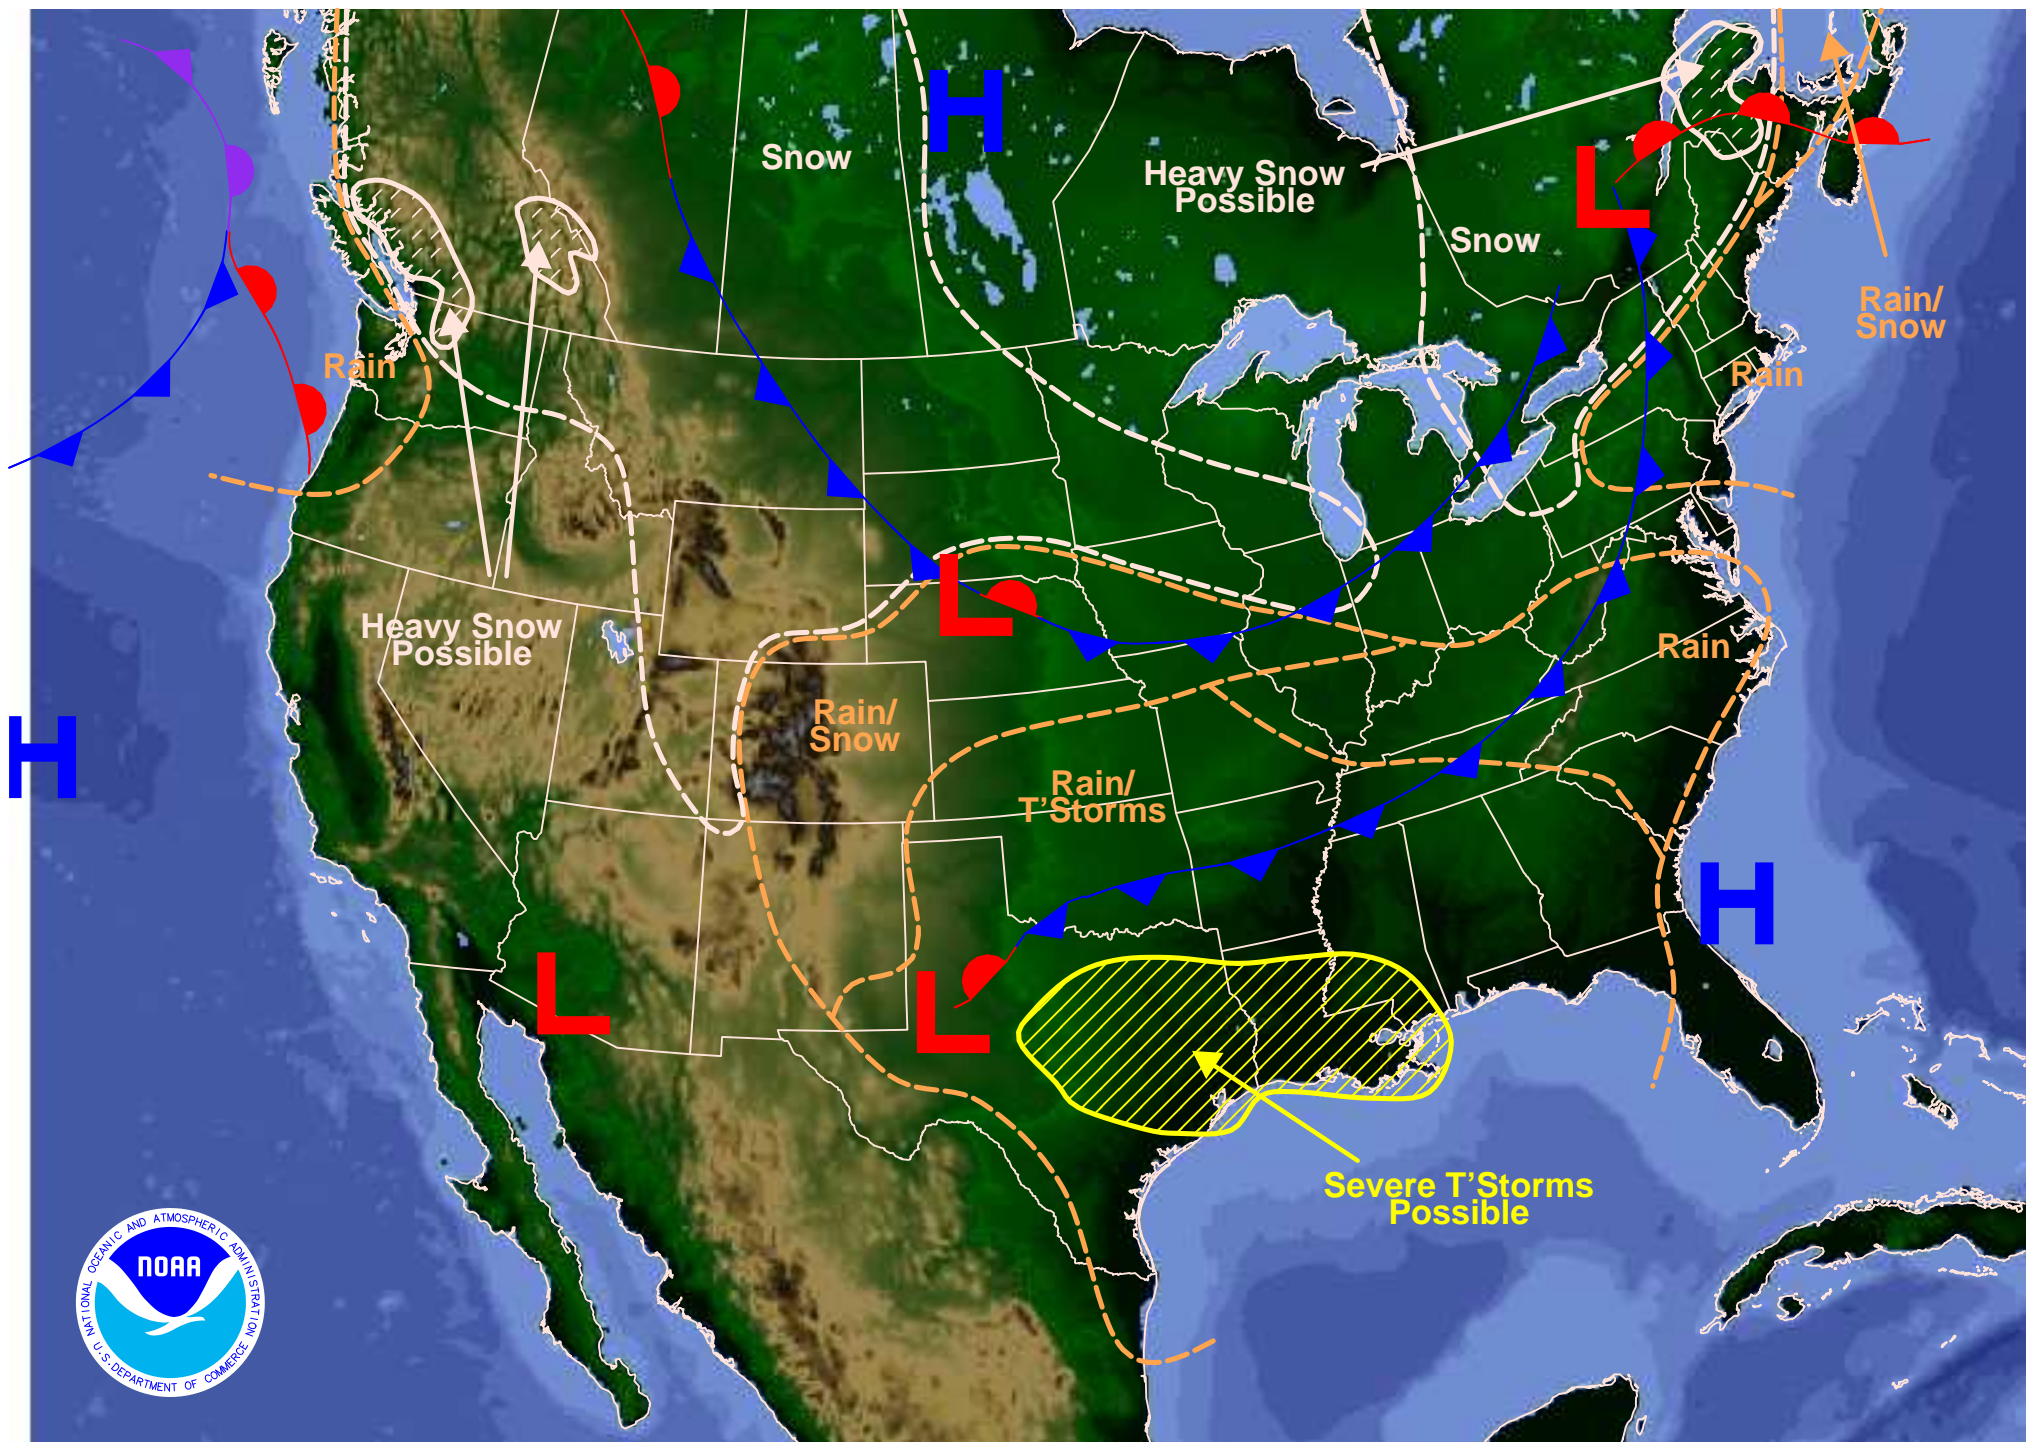 H
Snow
Heavy Snow
Possible
L
Snow
Rain/
Snow
Rain
Rain
L
Heavy Snow
Possible
Rain
H
Rain/
Snow
Rain/
T'Storms
H
L
L
Severe T'Storms
Possible
NATIONAL OCEANIC AND ATMOSPHERIC ADMINISTRATION
NOAA
U.S. DEPARTMENT OF COMMERCE